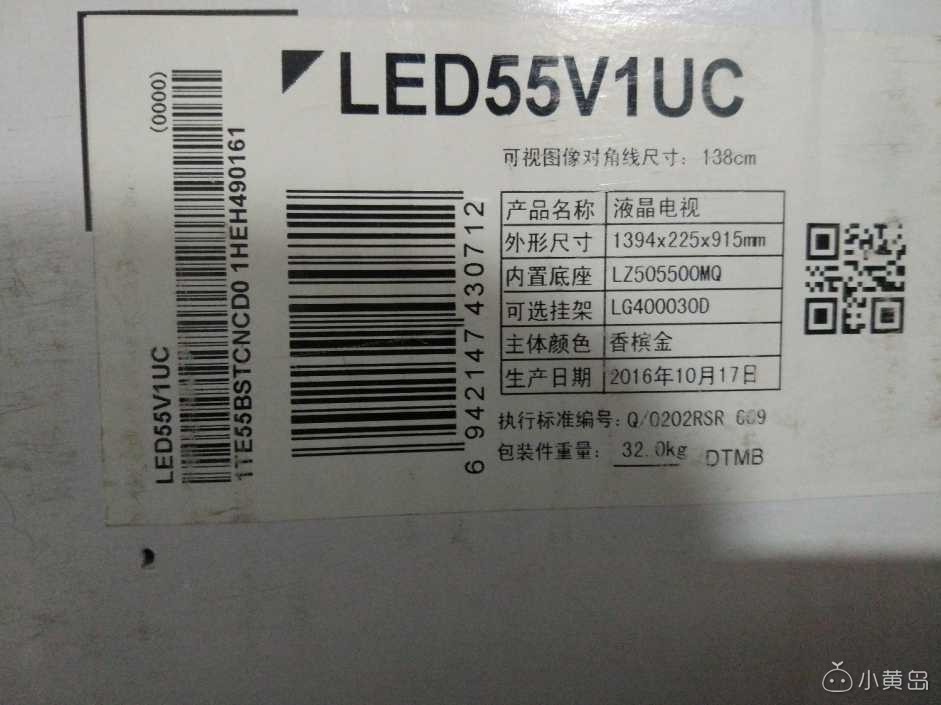 LED55V1UC
可视图像对角线尺寸: 138cm
产品名称 液晶电视
外形尺寸 1394x225x915mm
内置底座 LZ505500MQ
可选挂架 LG400030D
主体颜色 香槟金
生产日期 2016年10月17日
执行标准编号: Q/0202RSR 609
包装件重量: 32.0kg DTMB
6 942147 430712
LED55V1UC (0000)
1TE55BSTCNCD01HEH490161
小黄岛